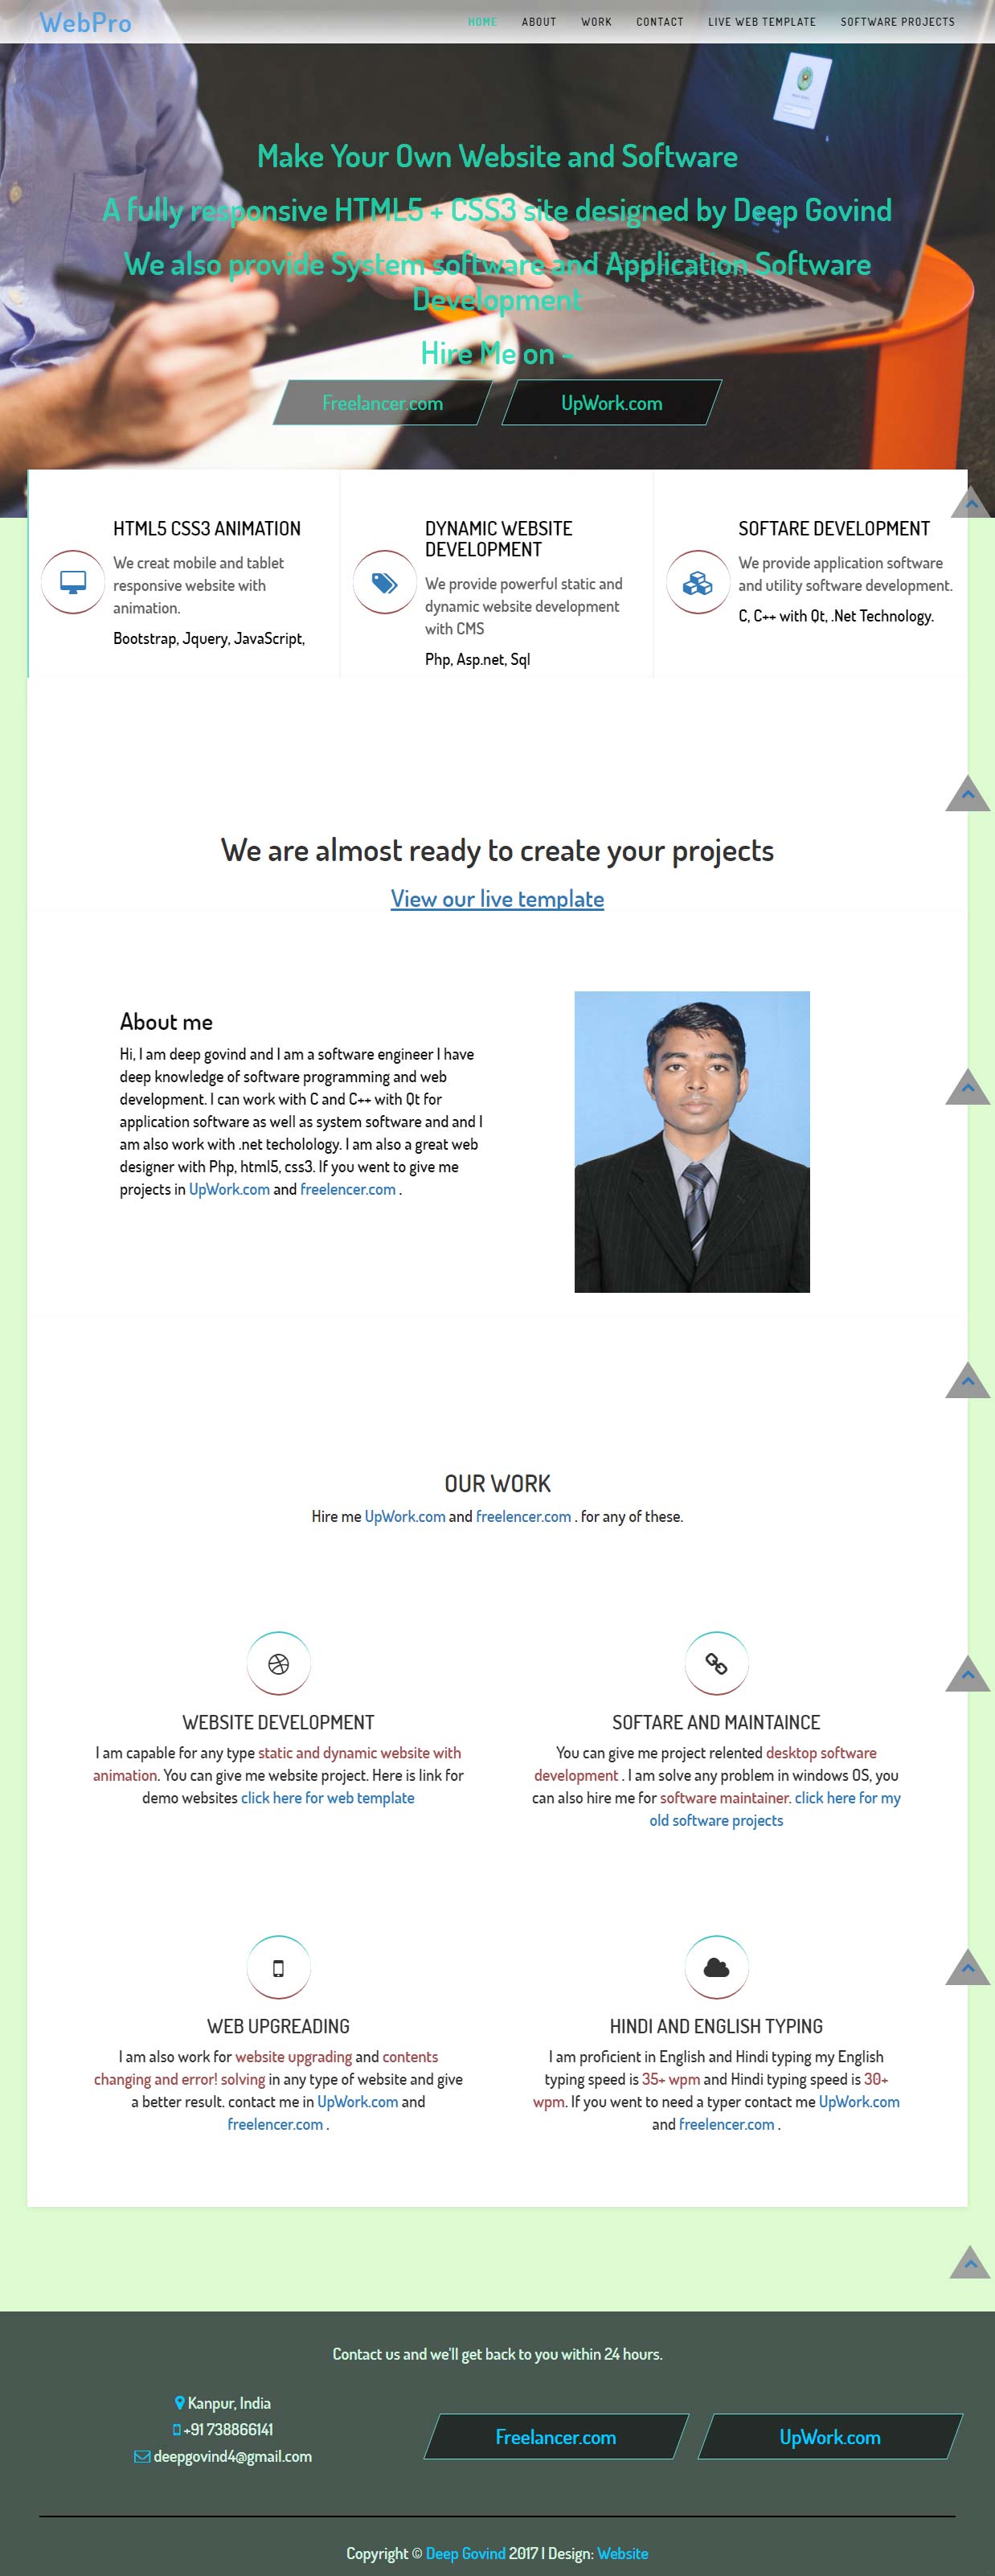 WebPro
HOME ABOUT WORK CONTACT LIVE WEB TEMPLATE SOFTWARE PROJECTS
Make Your Own Website and Software
A fully responsive HTML5 + CSS3 site designed by Deep Govind
We also provide System software and Application Software
Development
Hire Me on -
Freelancer.com UpWork.com
HTML5 CSS3 ANIMATION
We creat mobile and tablet
responsive website with
animation.
Bootstrap, Jquery, JavaScript,
DYNAMIC WEBSITE
DEVELOPMENT
We provide powerful static and
dynamic website development
with CMS
Php, Asp.net, Sql
SOFTARE DEVELOPMENT
We provide application software
and utility software development.
C, C++ with Qt, .Net Technology.
We are almost ready to create your projects
View our live template
About me
Hi, I am deep govind and I am a software engineer I have
deep knowledge of software programming and web
development. I can work with C and C++ with Qt for
application software as well as system software and and I
am also work with .net techolology. I am also a great web
designer with Php, html5, css3. If you went to give me
projects in UpWork.com and freelencer.com .
OUR WORK
Hire me UpWork.com and freelencer.com . for any of these.
WEBSITE DEVELOPMENT
I am capable for any type static and dynamic website with
animation. You can give me website project. Here is link for
demo websites click here for web template
SOFTARE AND MAINTAINCE
You can give me project relented desktop software
development . I am solve any problem in windows OS, you
can also hire me for software maintainer. click here for my
old software projects
WEB UPGREADING
I am also work for website upgrading and contents
changing and error! solving in any type of website and give
a better result. contact me in UpWork.com and
freelencer.com .
HINDI AND ENGLISH TYPING
I am proficient in English and Hindi typing my English
typing speed is 35+ wpm and Hindi typing speed is 30+
wpm. If you went to need a typer contact me UpWork.com
and freelencer.com .
Contact us and we'll get back to you within 24 hours.
Kanpur, India
+91 738866141
deepgovind4@gmail.com
Freelancer.com UpWork.com
Copyright © Deep Govind 2017 | Design: Website